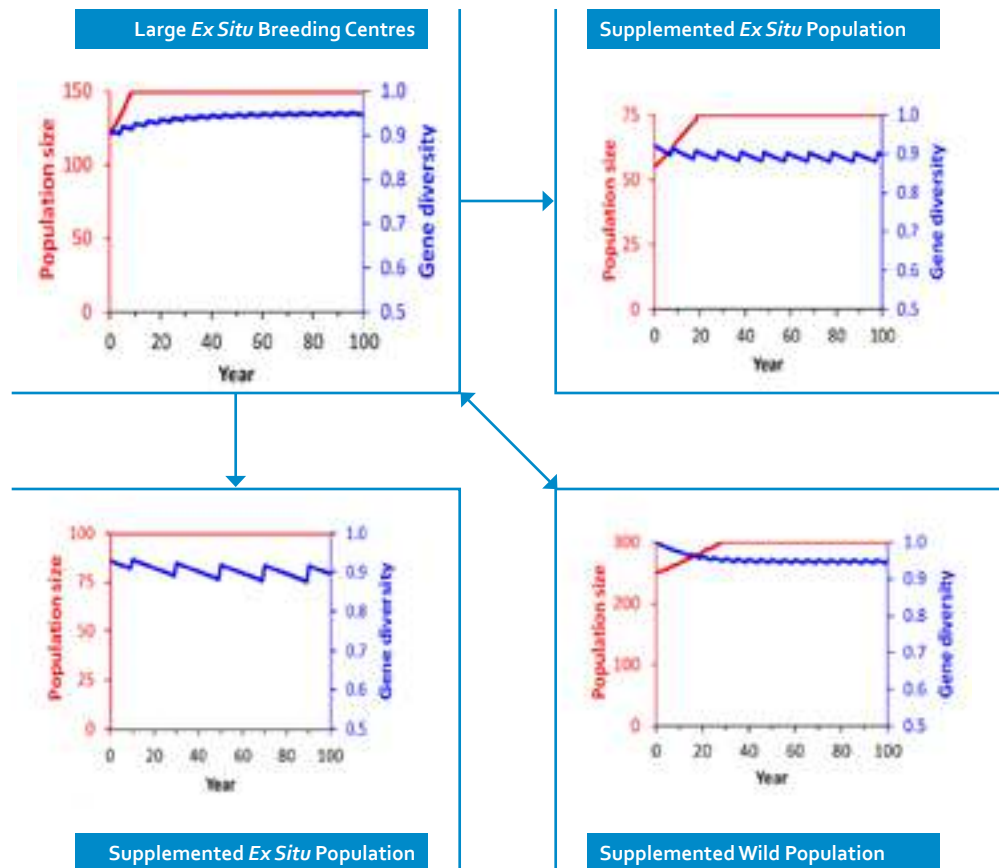 Large Ex Situ Breeding Centres
Supplemented Ex Situ Population
150
100
50
0
Population size
1.0
0.9
0.8
0.7
0.6
0.5
Gene diversity
0 20 40 60 80 100
Year
75
50
25
0
Population size
1.0
0.9
0.8
0.7
0.6
0.5
Gene diversity
0 20 40 60 80 100
Year
100
75
50
25
0
Population size
1.0
0.9
0.8
0.7
0.6
0.5
Gene diversity
0 20 40 60 80 100
Year
300
200
100
0
Population size
1.0
0.9
0.8
0.7
0.6
0.5
Gene diversity
0 20 40 60 80 100
Year
Supplemented Ex Situ Population
Supplemented Wild Population